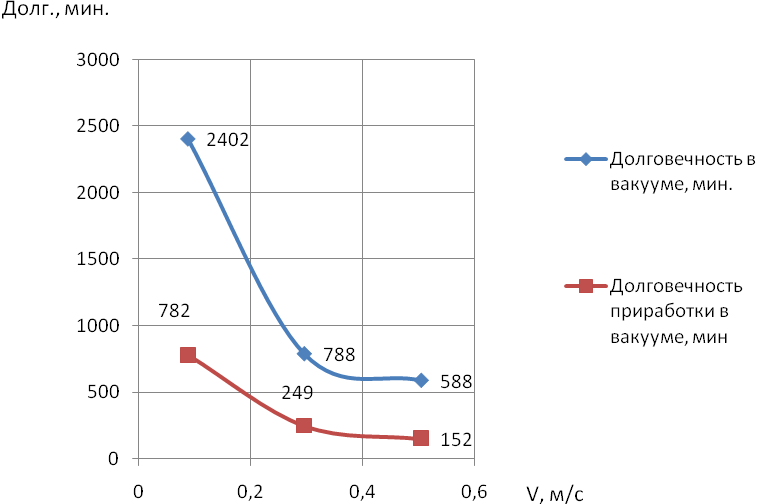 Долг., мин.
3000
2500
2000
1500
1000
500
0
2402
782
788
249
588
152
0
0,2
0,4
0,6
V, м/с
Долговечность в
вакууме, мин.
Долговечность
приработки в
вакууме, мин